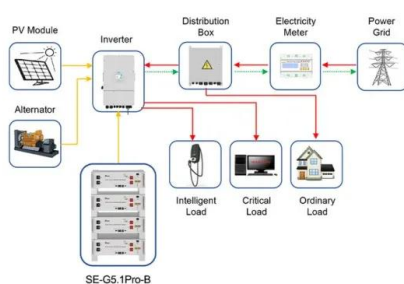 PV Module
Inverter
Distribution
Box
Electricity
Meter
Power
Grid
Alternator
Intelligent
Load
Critical
Load
Ordinary
Load
SE-G5.1Pro-B